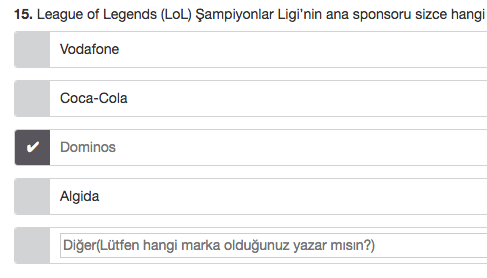 15. League of Legends (LoL) Şampiyonlar Ligi'nin ana sponsoru sizce hangi
Vodafone
Coca-Cola
Dominos
Algida
Diğer(Lütfen hangi marka olduğunuz yazar mısın?)